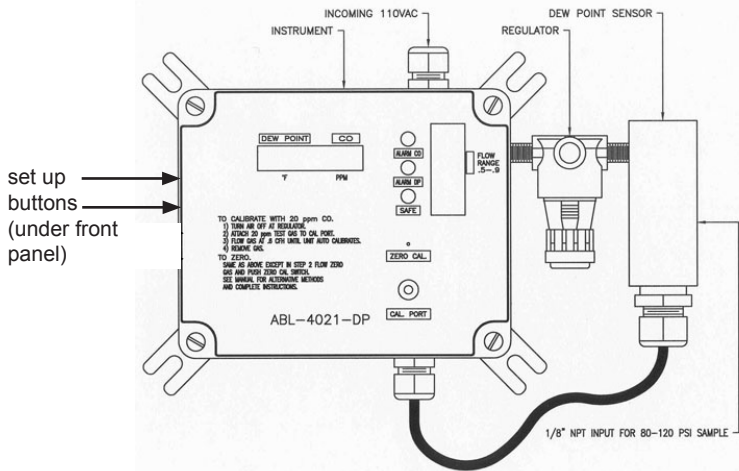 INCOMING 110VAC
INSTRUMENT
DEW POINT SENSOR
REGULATOR
set up
buttons
(under front
panel)
DEW POINT
CO
°F
PPM
ALARM CO
ALARM DP
SAFE
FLOW
RANGE
.5-.9
TO CALIBRATE WITH 20 ppm CO.
1) TURN AIR OFF AT REGULATOR.
2) ATTACH 20 ppm TEST GAS TO CAL PORT.
3) FLOW GAS AT .8 CFH UNTIL UNIT AUTO CALIBRATES.
4) REMOVE GAS.
TO ZERO.
SAME AS ABOVE EXCEPT IN STEP 2 FLOW ZERO
GAS AND PUSH ZERO CAL SWITCH.
SEE MANUAL FOR ALTERNATIVE METHODS
AND COMPLETE INSTRUCTIONS.
ZERO CAL.
CAL. PORT
ABL-4021-DP
1/8" NPT INPUT FOR 80-120 PSI SAMPLE